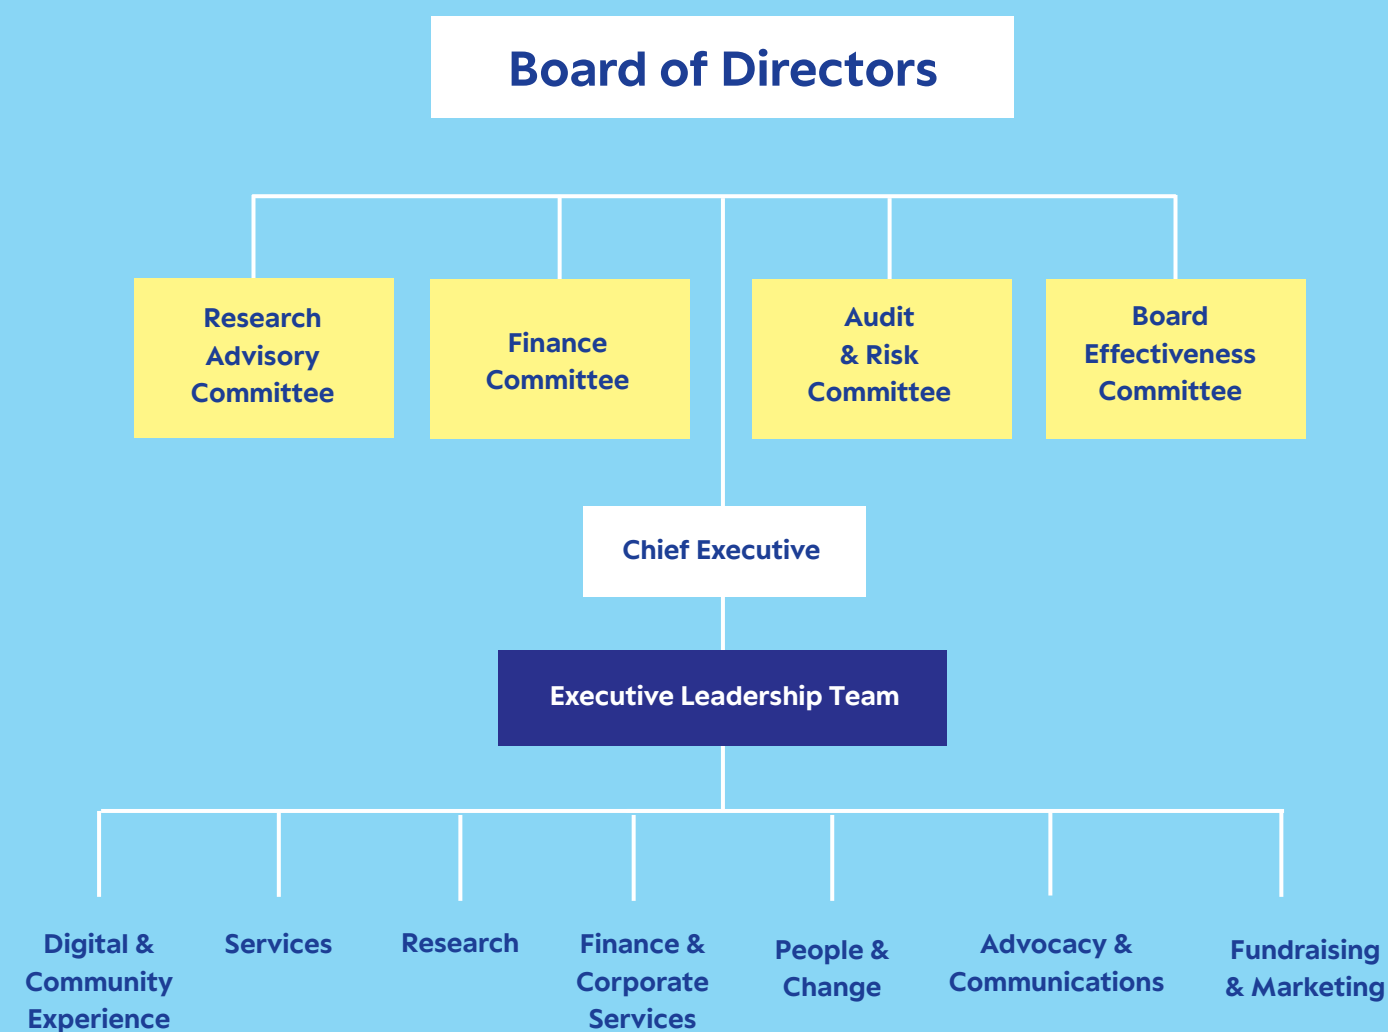 Board of Directors
Research
Advisory
Committee
Finance
Committee
Audit
& Risk
Committee
Board
Effectiveness
Committee
Chief Executive
Executive Leadership Team
Digital &
Community
Experience
Services
Research
Finance &
Corporate
Services
People &
Change
Advocacy &
Communications
Fundraising
& Marketing